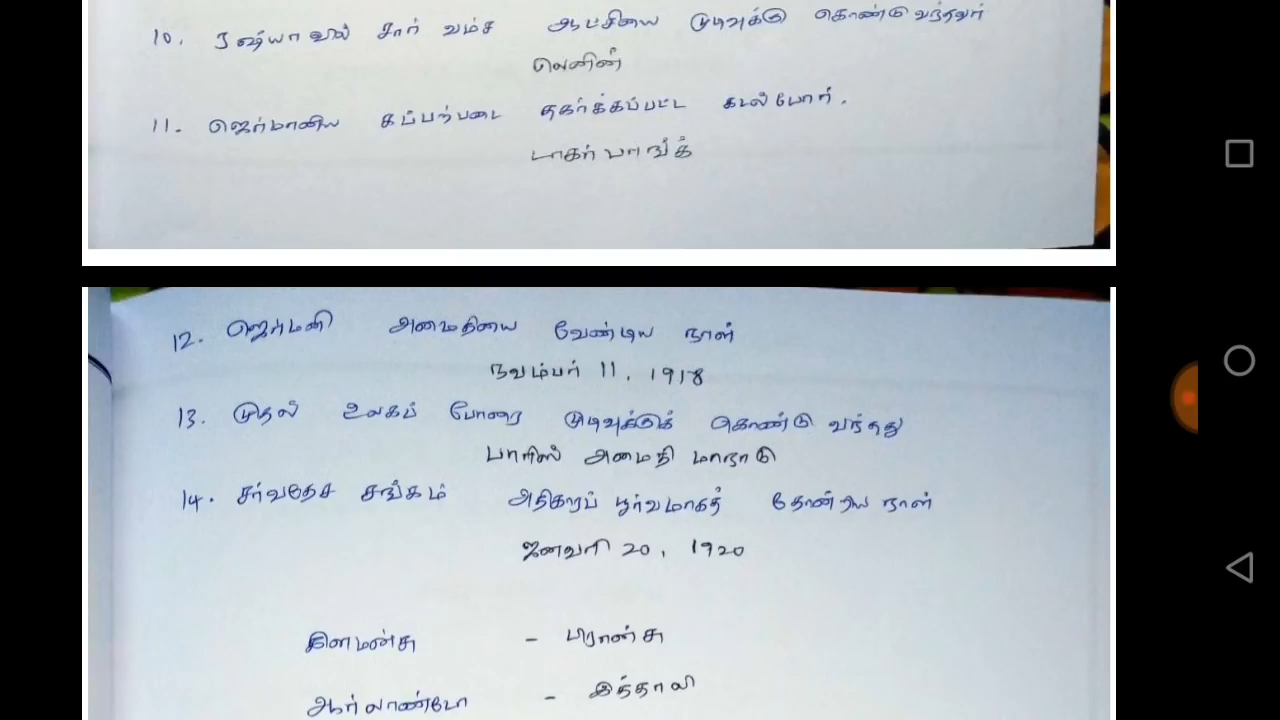 10. ரஷ்யாவில் சார் வம்ச ஆட்சியை முடிவுக்கு கொண்டு வந்தவர்
லெனின்
11. ஜெர்மானிய கப்பற்படை தகர்க்கப்பட்ட கடல் போர்.
டாகர் பாங்க்
12. ஜெர்மனி அமைதியை வேண்டிய நாள்
நவம்பர் 11, 1918
13. முதல் உலகப் போரை முடிவுக்குக் கொண்டு வந்தது
பாரிஸ் அமைதி மாநாடு
14. சர்வதேச சங்கம் அதிகாரப் பூர்வமாகத் தோன்றிய நாள்
ஜனவரி 20, 1920
கிளமன்சு - பிரான்சு
ஆர்லாண்டோ - இத்தாலி